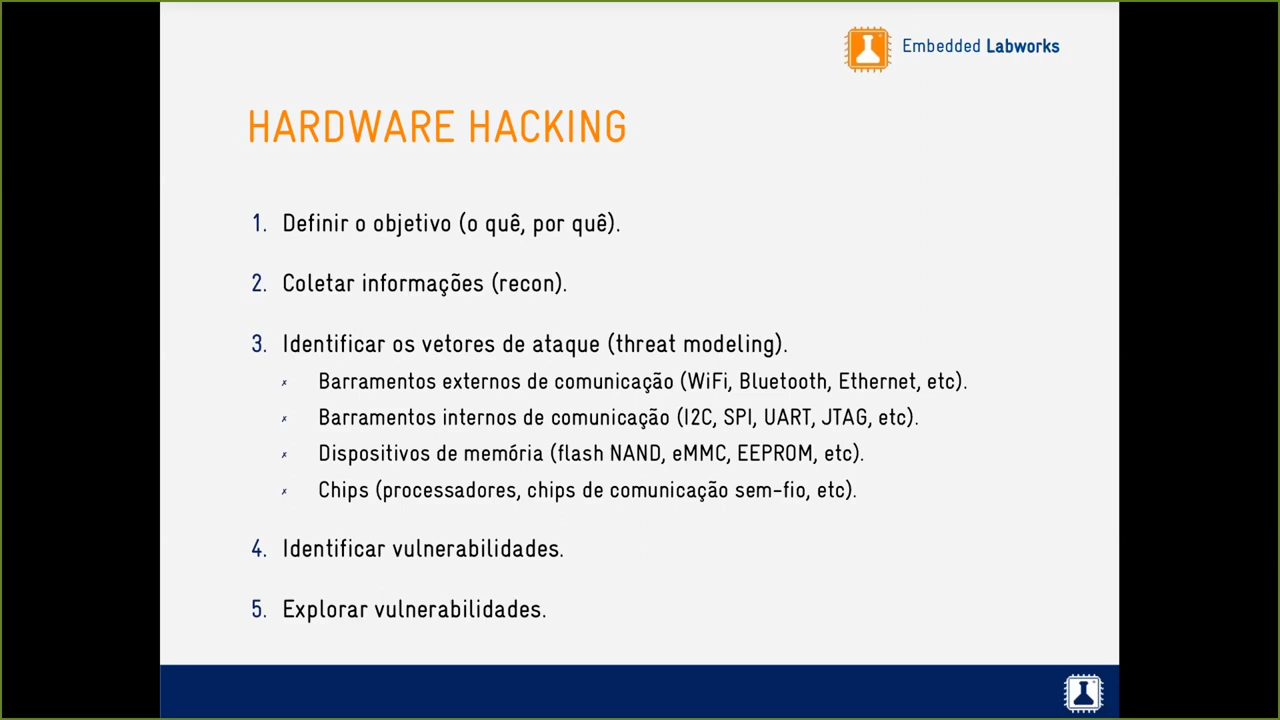 Embedded Labworks
HARDWARE HACKING
1. Definir o objetivo (o quê, por quê).
2. Coletar informações (recon).
3. Identificar os vetores de ataque (threat modeling).
✗ Barramentos externos de comunicação (WiFi, Bluetooth, Ethernet, etc).
✗ Barramentos internos de comunicação (I2C, SPI, UART, JTAG, etc).
✗ Dispositivos de memória (flash NAND, eMMC, EEPROM, etc).
✗ Chips (processadores, chips de comunicação sem-fio, etc).
4. Identificar vulnerabilidades.
5. Explorar vulnerabilidades.